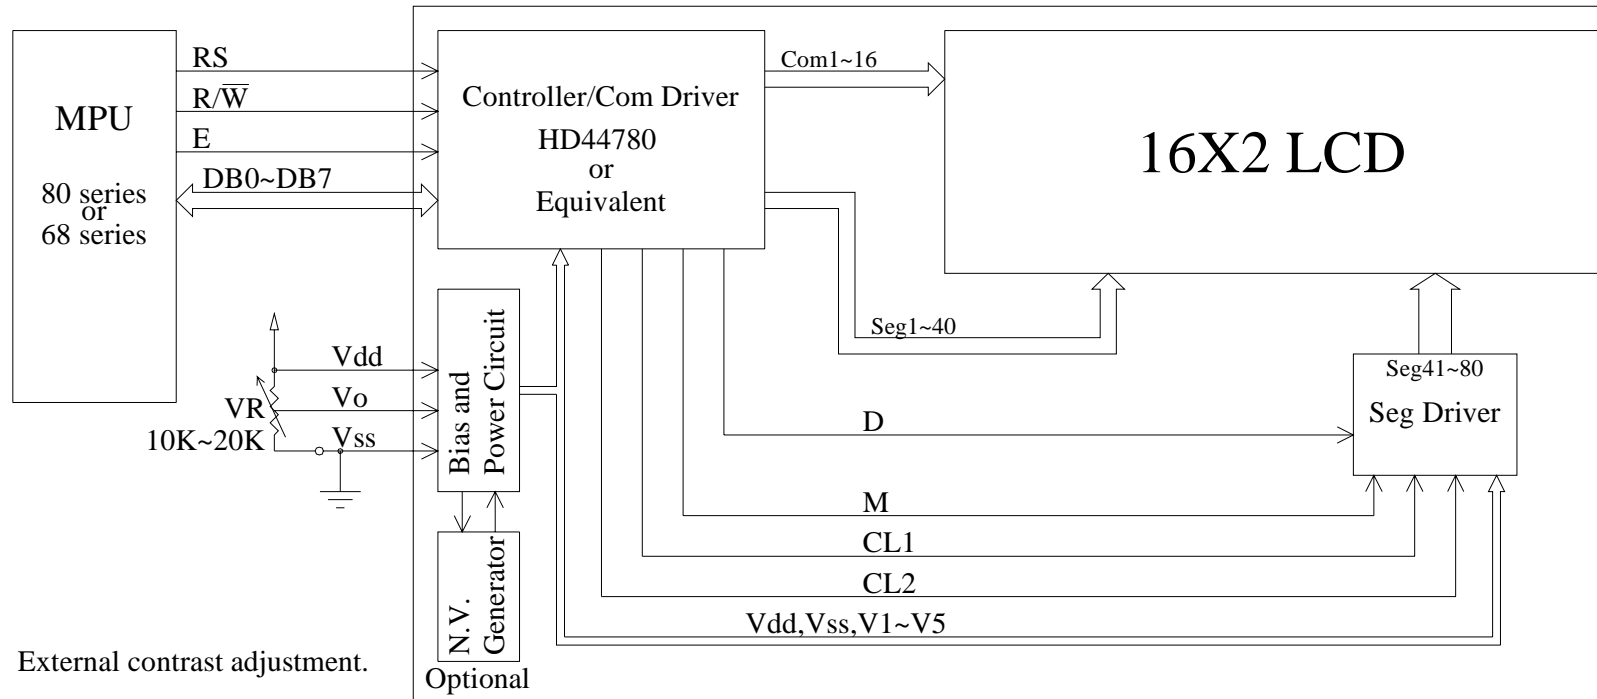 RS
R/W̅
E
DB0~DB7
MPU
80 series
or
68 series
Controller/Com Driver
HD44780
or
Equivalent
Com1~16
16X2 LCD
Seg1~40
Seg41~80
Seg Driver
Vdd
Vo
Vss
VR
10K~20K
Bias and
Power Circuit
D
M
CL1
CL2
Vdd,Vss,V1~V5
N.V.
Generator
Optional
External contrast adjustment.